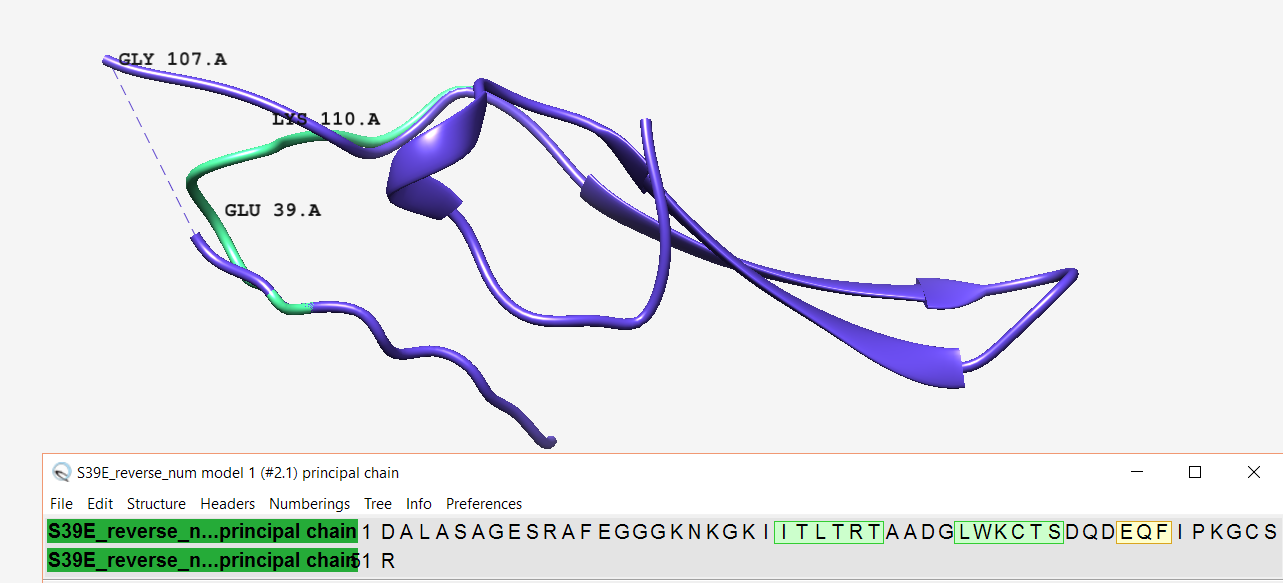 GLY 107.A
LYS 110.A
GLU 39.A
S39E_reverse_num model 1 (#2.1) principal chain
File Edit Structure Headers Numberings Tree Info Preferences
S39E_reverse_n...principal chain 1 DALASAGESRAFEGGGKNKGKIITLTRTAADGLWKCTSDQDEQFIPKGCS
S39E_reverse_n...principal chain 51 R